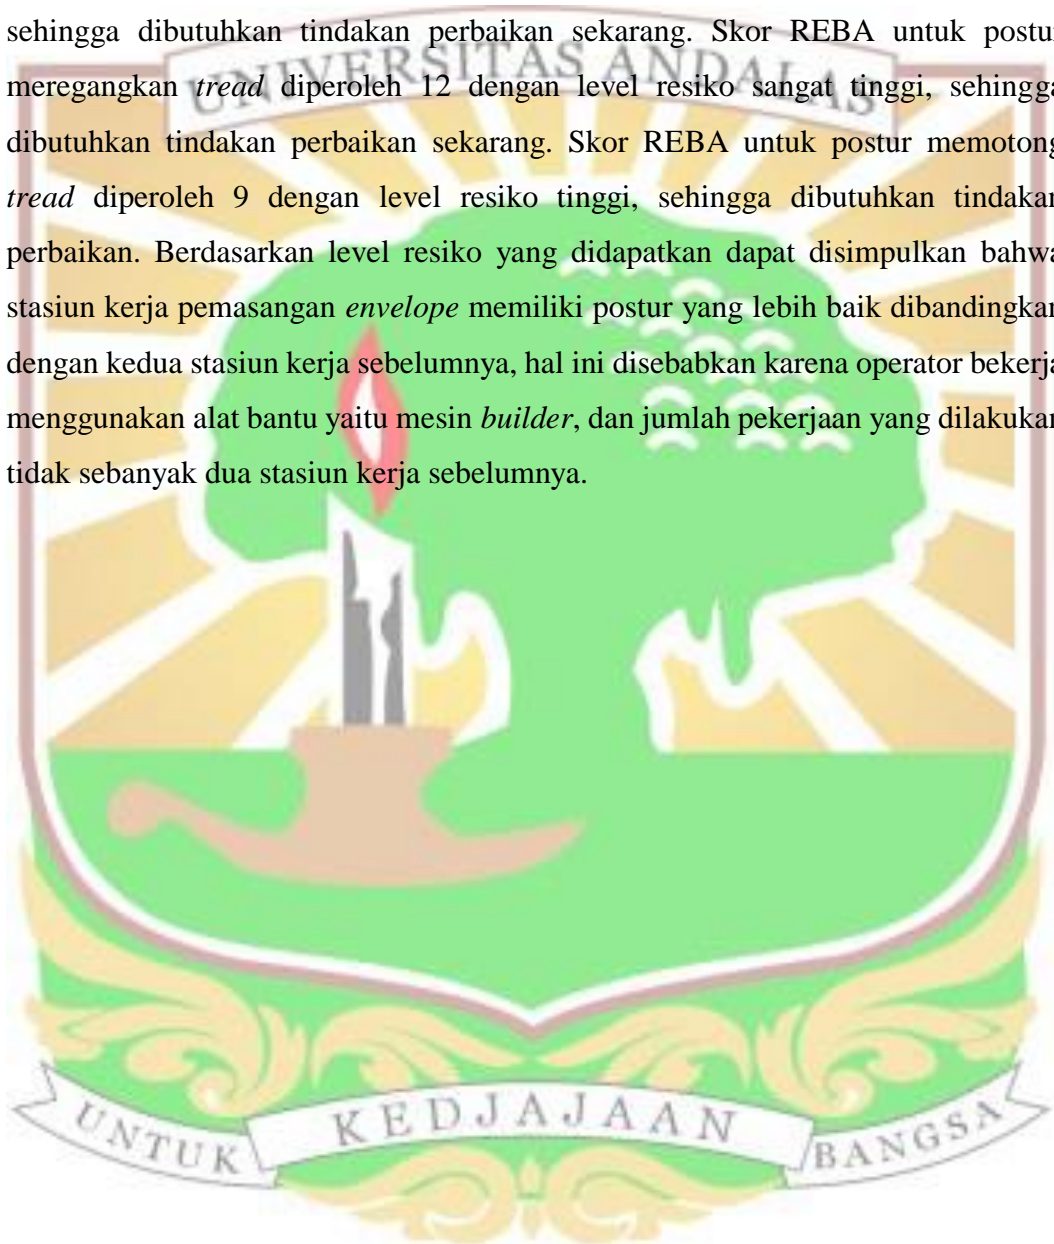 sehingga dibutuhkan tindakan perbaikan sekarang. Skor REBA untuk postur
UNIVERSITAS ANDALAS
meregangkan tread diperoleh 12 dengan level resiko sangat tinggi, sehingga
dibutuhkan tindakan perbaikan sekarang. Skor REBA untuk postur memotong
tread diperoleh 9 dengan level resiko tinggi, sehingga dibutuhkan tindakan
perbaikan. Berdasarkan level resiko yang didapatkan dapat disimpulkan bahwa
stasiun kerja pemasangan envelope memiliki postur yang lebih baik dibandingkan
dengan kedua stasiun kerja sebelumnya, hal ini disebabkan karena operator bekerja
menggunakan alat bantu yaitu mesin builder, dan jumlah pekerjaan yang dilakukan
tidak sebanyak dua stasiun kerja sebelumnya.
UNTUK KEDJAJAAN BANGSA